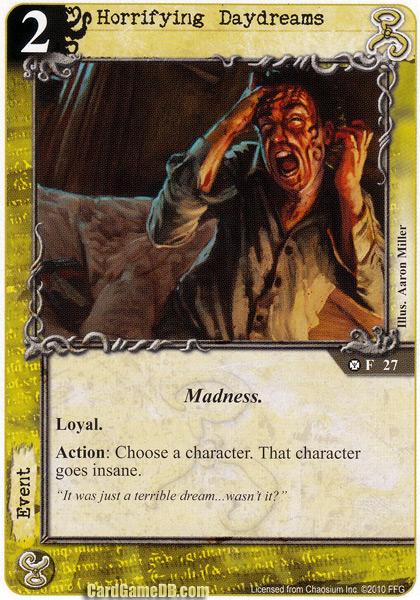 2
Horrifying Daydreams
Illus. Aaron Miller
F 27
Madness.
Loyal.
Action: Choose a character. That character
goes insane.
"It was just a terrible dream...wasn't it?"
Event
CardGameDB.com
Licensed from Chaosium Inc. ©2010 FFG